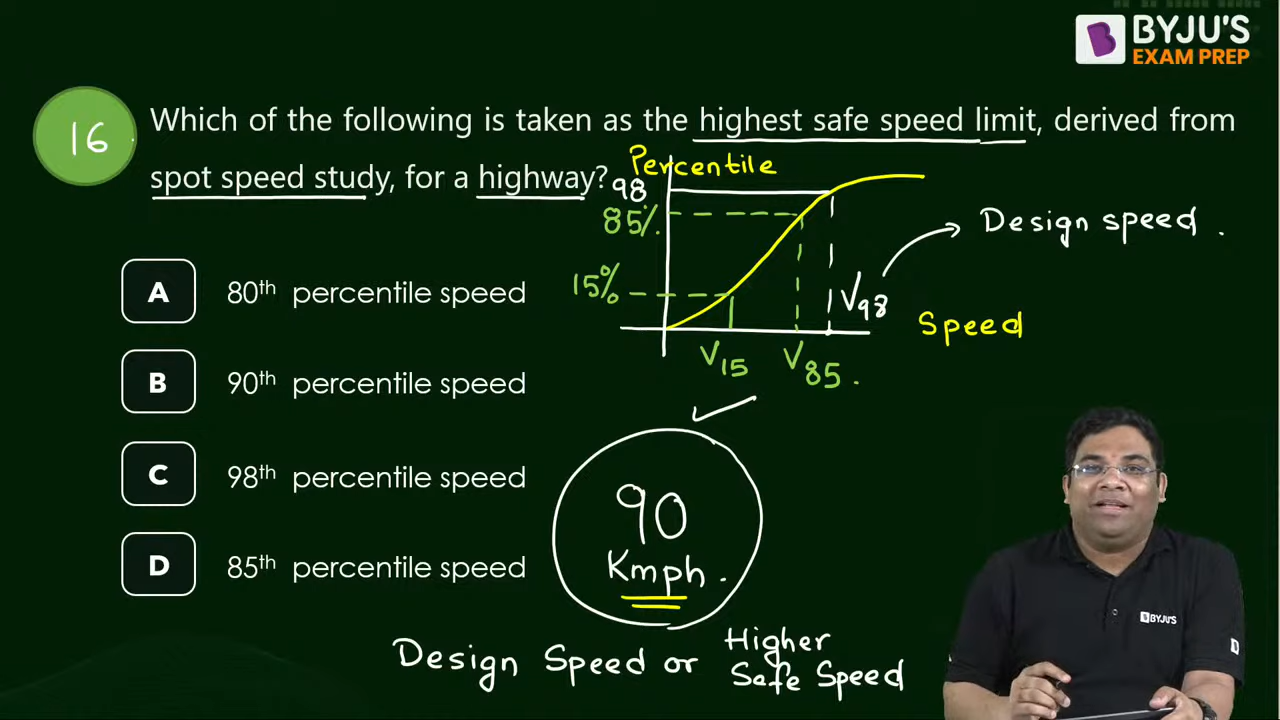 BYJU'S
EXAM PREP
16.
Which of the following is taken as the highest safe speed limit, derived from
spot speed study, for a highway?
Percentile
98
85%.
15%
V15
V85.
V98
Design speed.
Speed
A 80th percentile speed
B 90th percentile speed
C 98th percentile speed
D 85th percentile speed
90
Kmph.
Design Speed or Higher
Safe Speed
BYJU'S